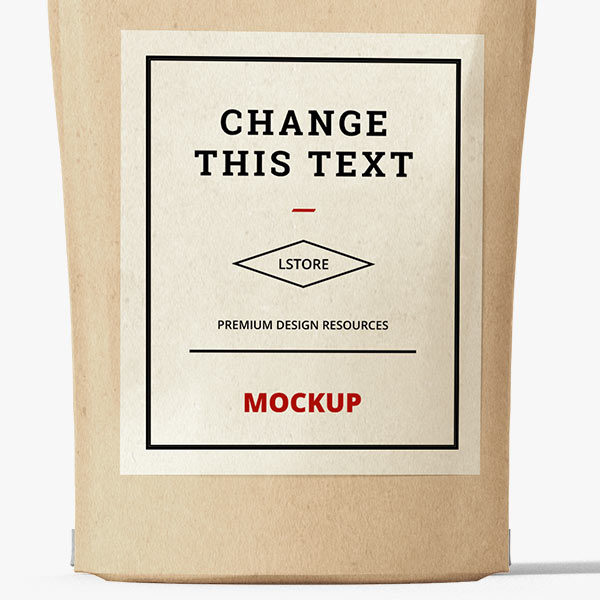 CHANGE
THIS TEXT
LSTORE
PREMIUM DESIGN RESOURCES
MOCKUP